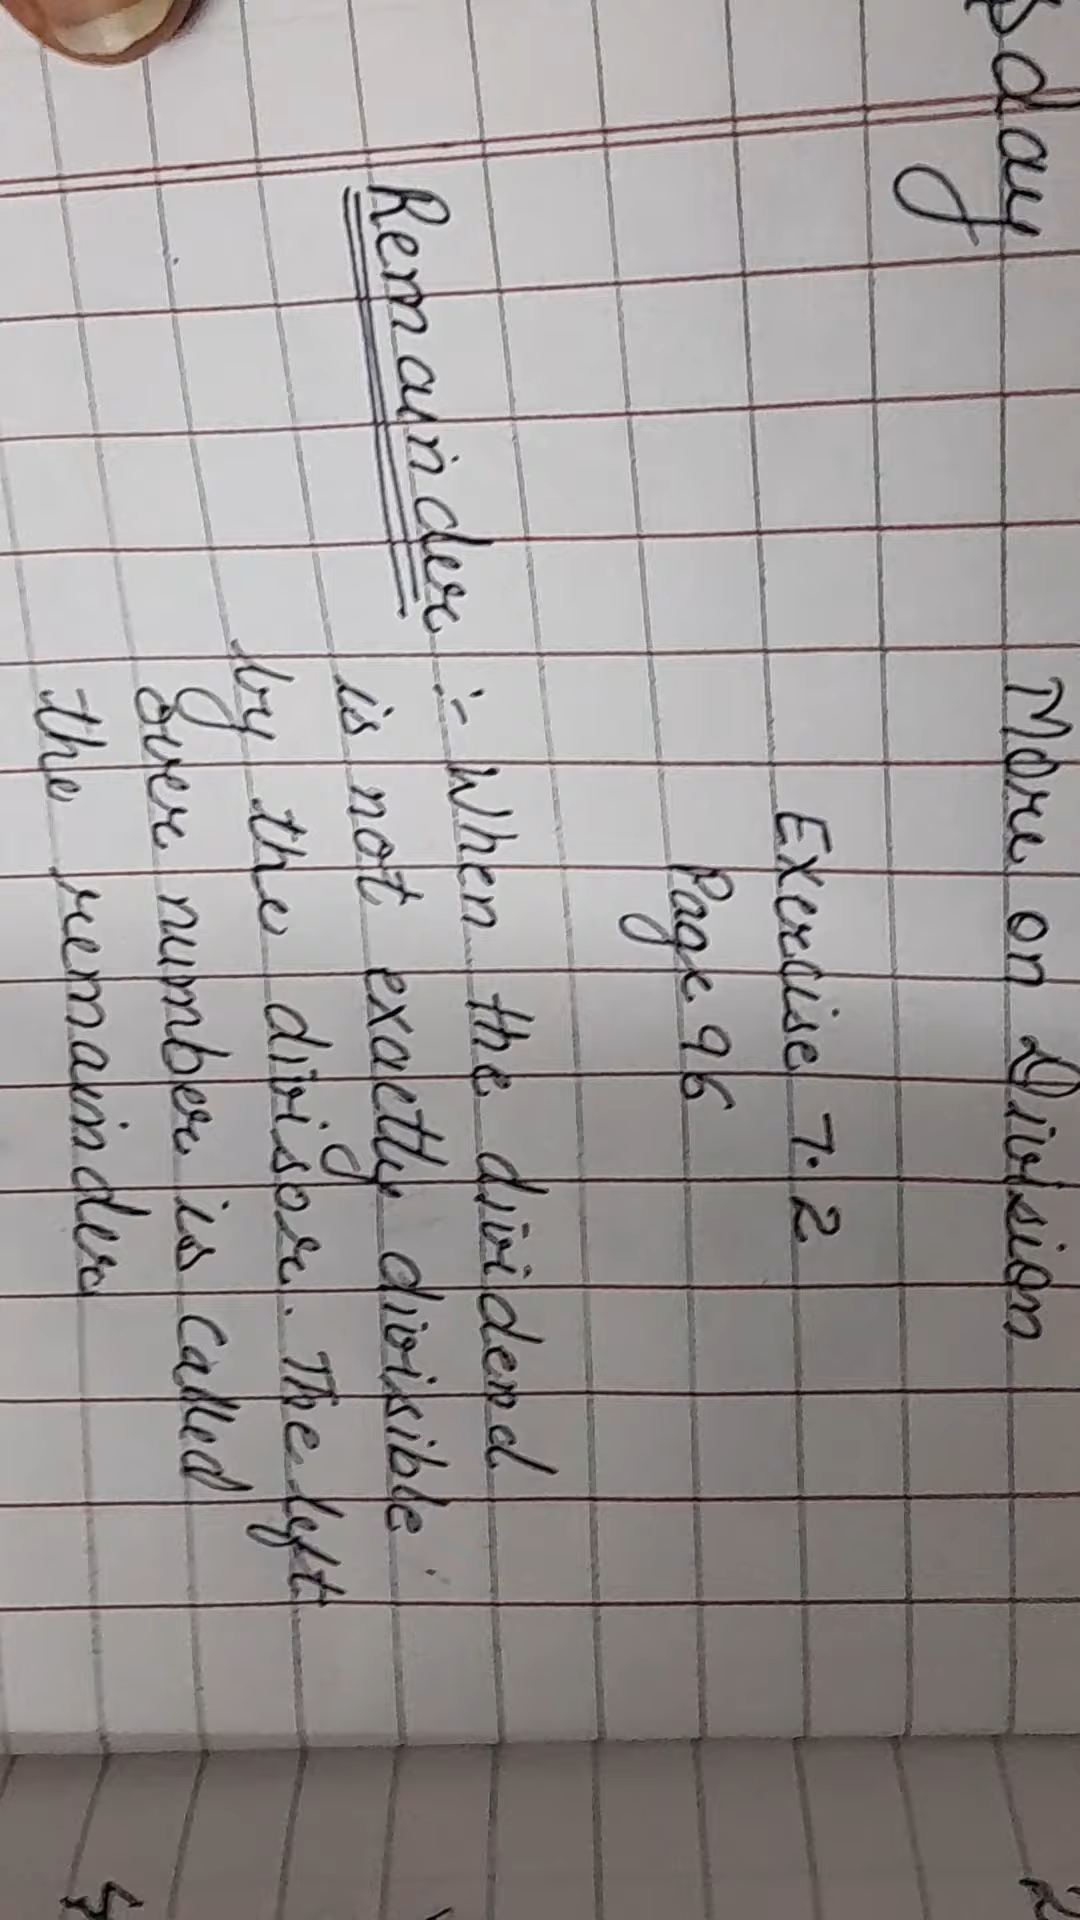 More on Division
Exercise 7.2
Page 96
Remainder :- When the dividend
is not exactly divisible
by the divisor. The left
over number is called
the remainder